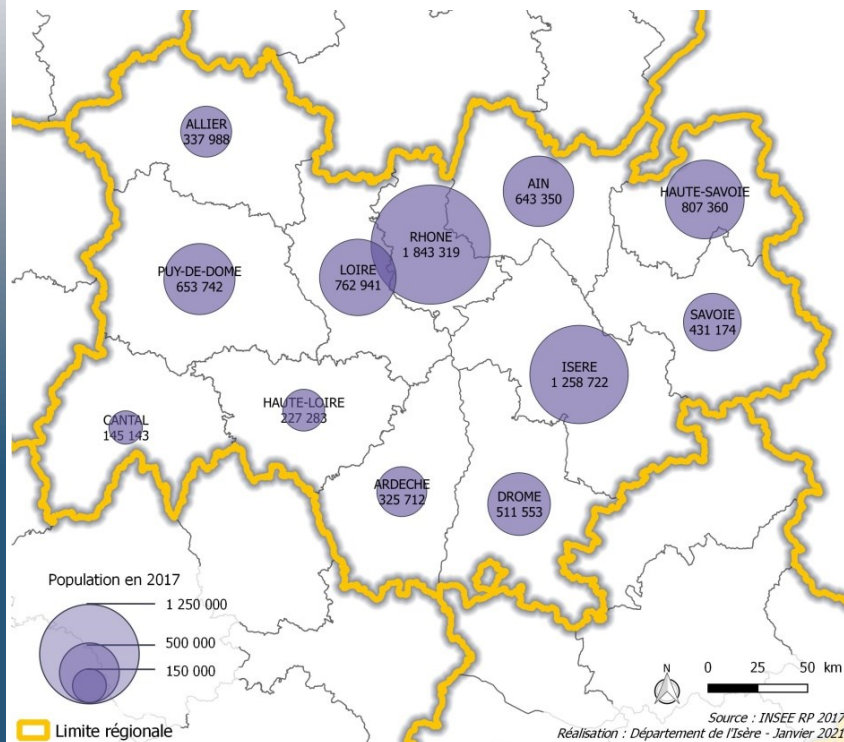 ALLIER
337 988
AIN
643 350
HAUTE-SAVOIE
807 360
RHONE
1 843 319
PUY-DE-DOME
653 742
LOIRE
762 941
SAVOIE
431 174
ISERE
1 258 722
HAUTE-LOIRE
227 283
CANTAL
145 143
ARDECHE
325 712
DROME
511 553
Population en 2017
1 250 000
500 000
150 000
N
0 25 50 km
Limite régionale
Source : INSEE RP 2017
Réalisation : Département de l'Isère - Janvier 2021